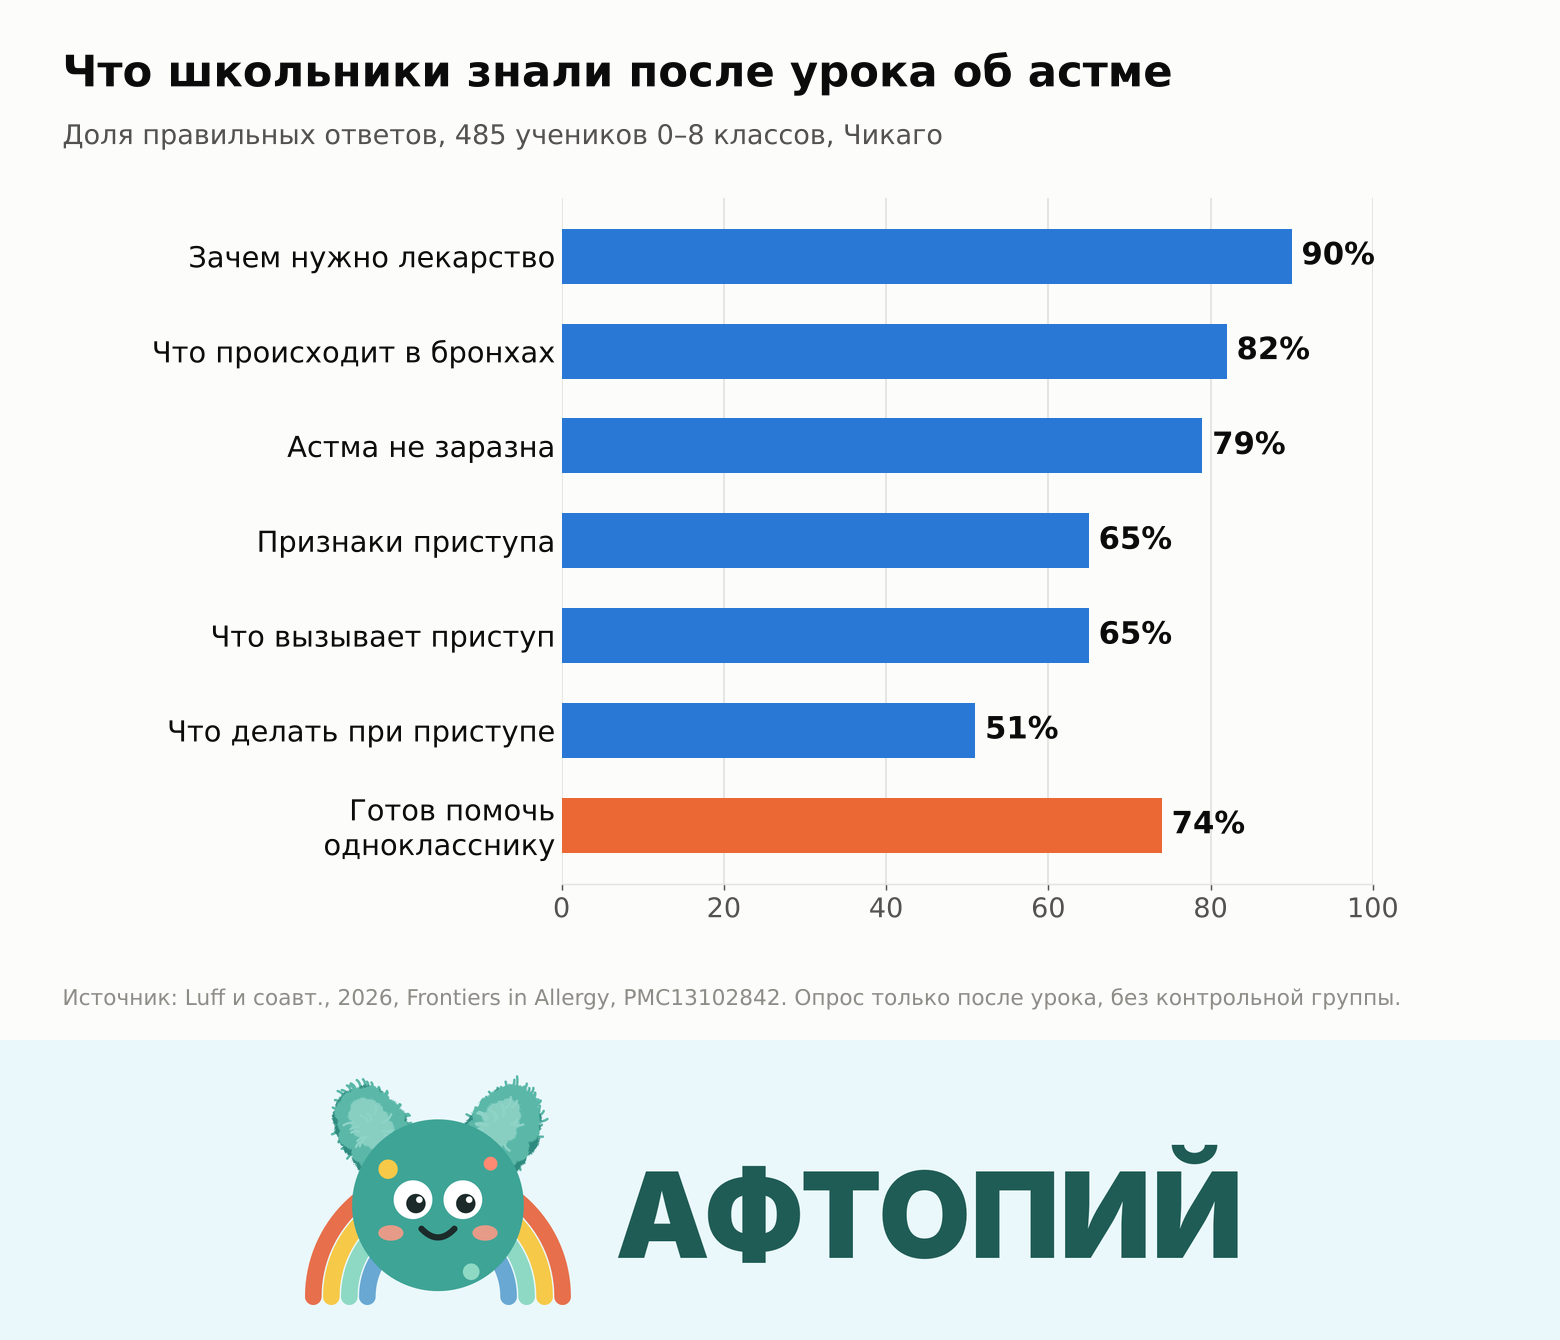 Что школьники знали после урока об астме
Доля правильных ответов, 485 учеников 0–8 классов, Чикаго
Зачем нужно лекарство 90%
Что происходит в бронхах 82%
Астма не заразна 79%
Признаки приступа 65%
Что вызывает приступ 65%
Что делать при приступе 51%
Готов помочь
однокласснику 74%
0 20 40 60 80 100
Источник: Luff и соавт., 2026, Frontiers in Allergy, PMC13102842. Опрос только после урока, без контрольной группы.
АФТОПИЙ